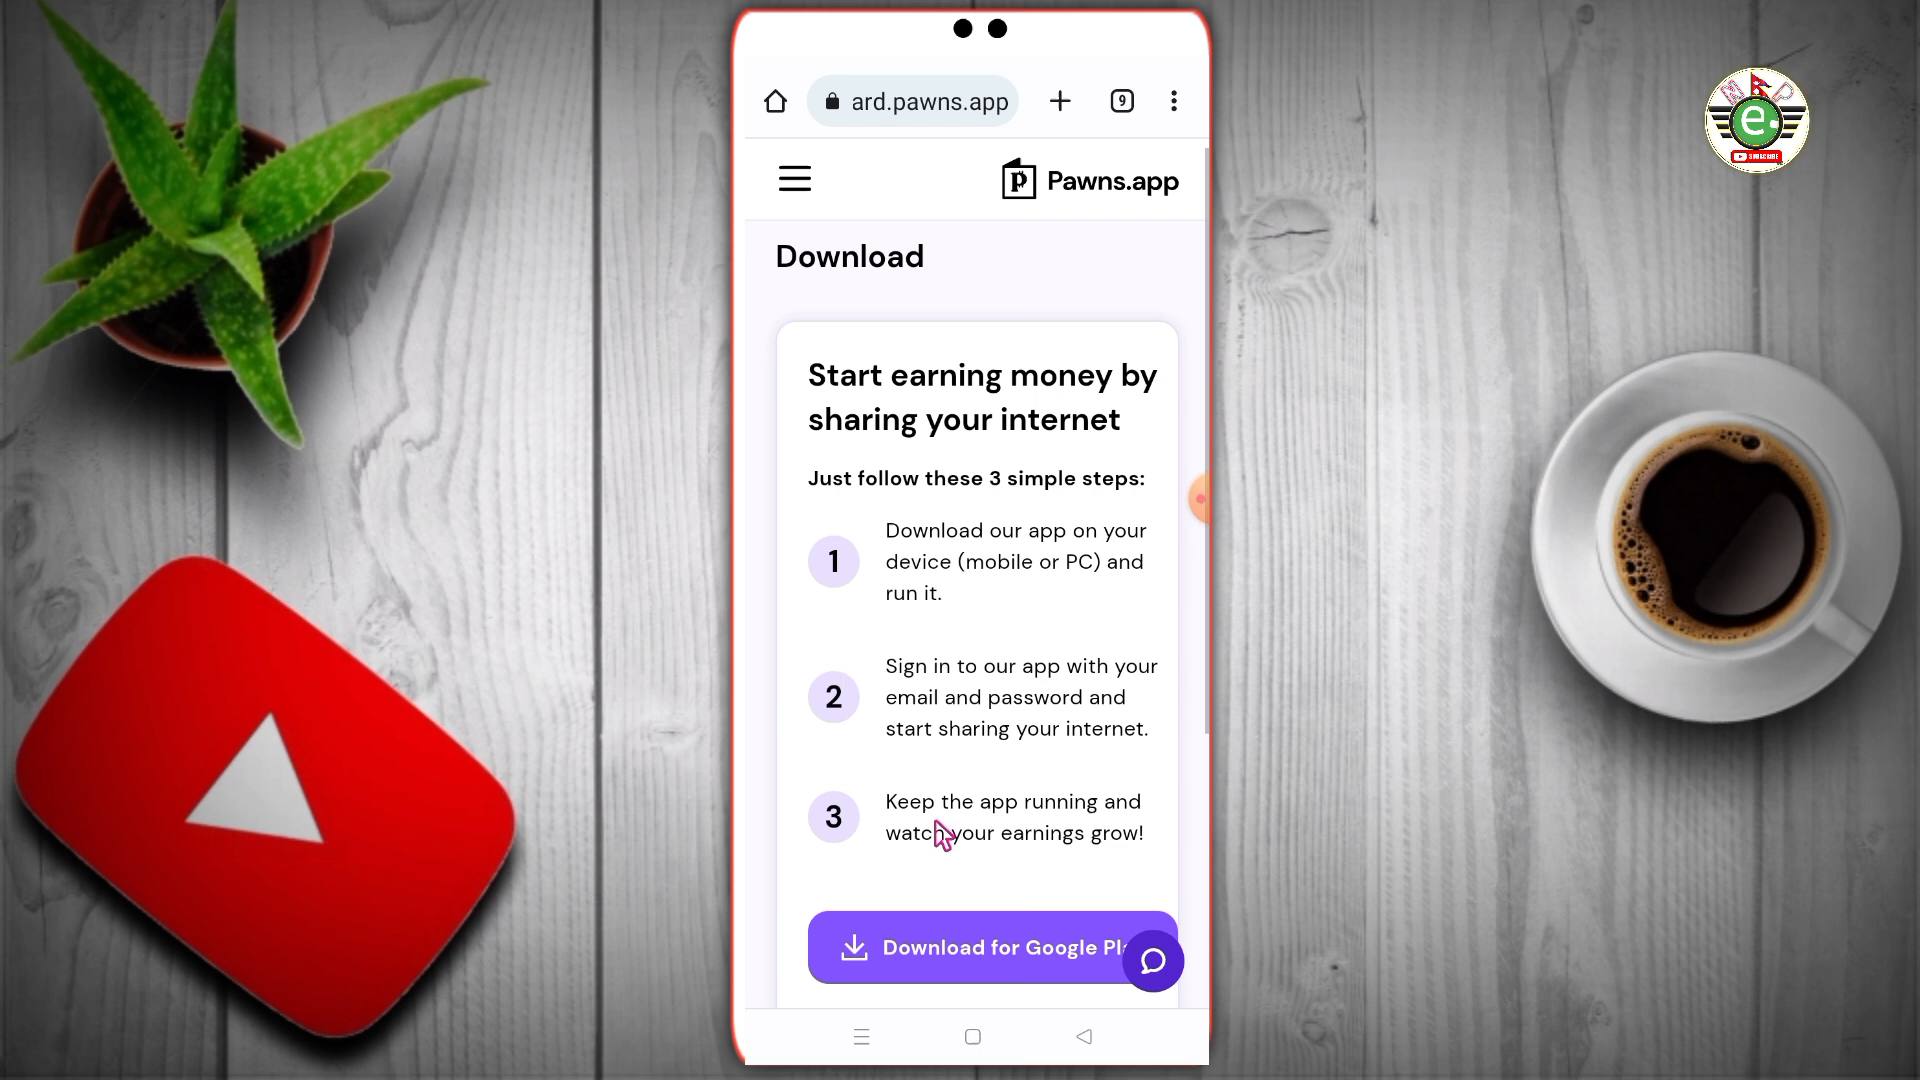 ard.pawns.app
9
Pawns.app
Download
Start earning money by
sharing your internet
Just follow these 3 simple steps:
1
Download our app on your
device (mobile or PC) and
run it.
2
Sign in to our app with your
email and password and
start sharing your internet.
3
Keep the app running and
watch your earnings grow!
Download for Google Pla
N P
e
SUBSCRIBE